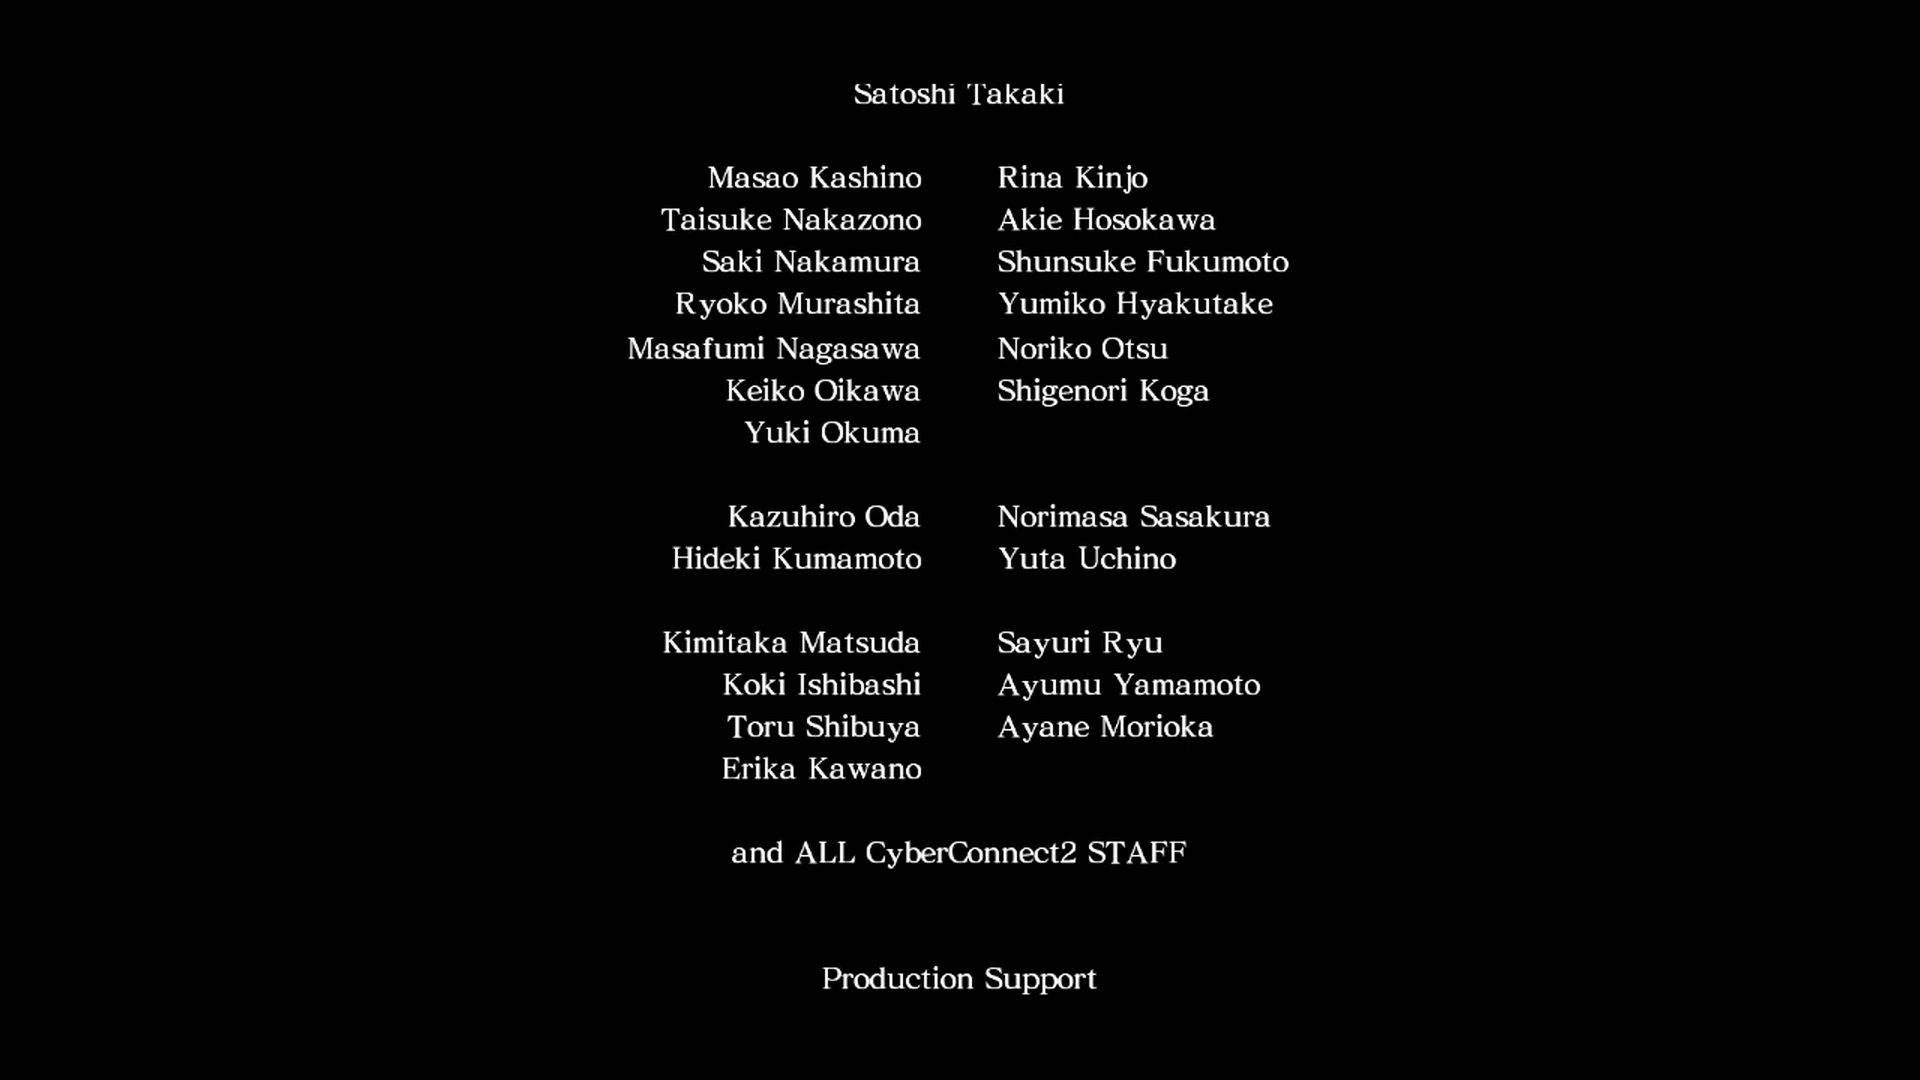 Satoshi Takaki
Masao Kashino Rina Kinjo
Taisuke Nakazono Akie Hosokawa
Saki Nakamura Shunsuke Fukumoto
Ryoko Murashita Yumiko Hyakutake
Masafumi Nagasawa Noriko Otsu
Keiko Oikawa Shigenori Koga
Yuki Okuma
Kazuhiro Oda Norimasa Sasakura
Hideki Kumamoto Yuta Uchino
Kimitaka Matsuda Sayuri Ryu
Koki Ishibashi Ayumu Yamamoto
Toru Shibuya Ayane Morioka
Erika Kawano
and ALL CyberConnect2 STAFF
Production Support